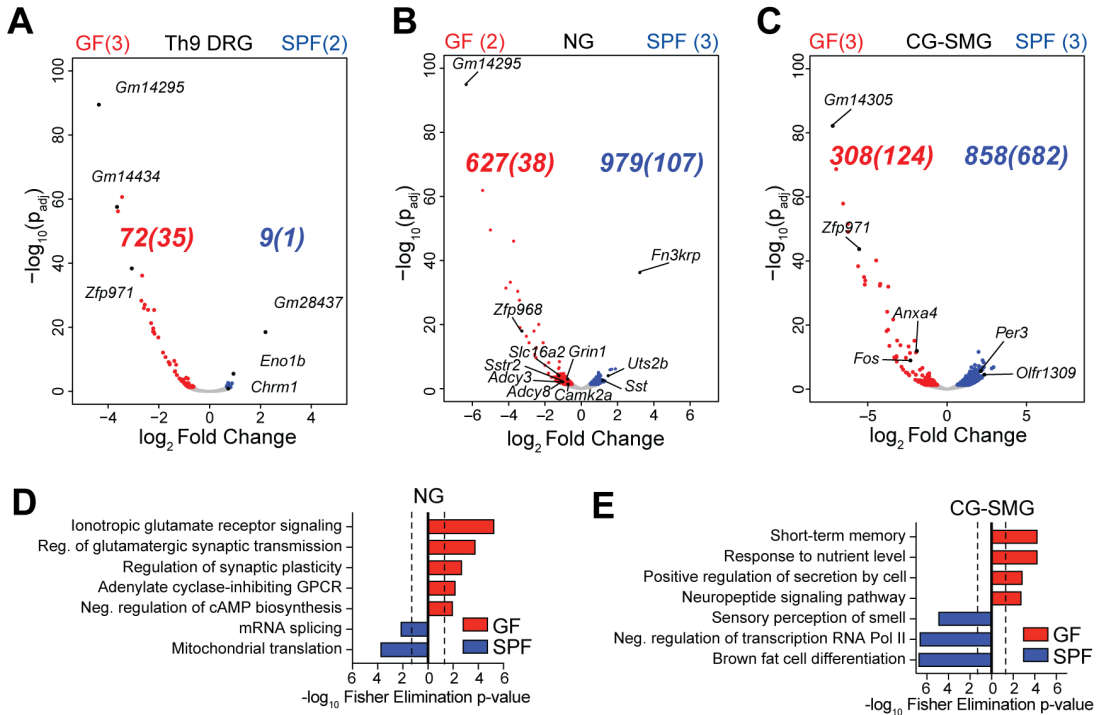 A
GF(3) Th9 DRG SPF(2)
100
80
60
40
20
0
−log10(padj)
Gm14295
Gm14434
72(35)
9(1)
Zfp971
Gm28437
Eno1b
Chrm1
−4 −2 0 2 4
log2 Fold Change
B
GF (2) NG SPF (3)
100
80
60
40
20
0
−log10(padj)
Gm14295
627(38)
979(107)
Fn3krp
Zfp968
Slc16a2
Grin1
Sstr2
Uts2b
Adcy3
Sst
Adcy8
Camk2a
−6 −4 −2 0 2 4 6
log2 Fold Change
C
GF(3) CG-SMG SPF (3)
100
80
60
40
20
0
−log10(padj)
Gm14305
308(124)
858(682)
Zfp971
Anxa4
Per3
Fos
Olfr1309
−5 0 5
log2 Fold Change
D
NG
Ionotropic glutamate receptor signaling
Reg. of glutamatergic synaptic transmission
Regulation of synaptic plasticity
Adenylate cyclase-inhibiting GPCR
Neg. regulation of cAMP biosynthesis
mRNA splicing
Mitochondrial translation
GF
SPF
6 4 2 0 2 4 6
-log10 Fisher Elimination p-value
E
CG-SMG
Short-term memory
Response to nutrient level
Positive regulation of secretion by cell
Neuropeptide signaling pathway
Sensory perception of smell
Neg. regulation of transcription RNA Pol II
Brown fat cell differentiation
GF
SPF
6 4 2 0 2 4 6
-log10 Fisher Elimination p-value